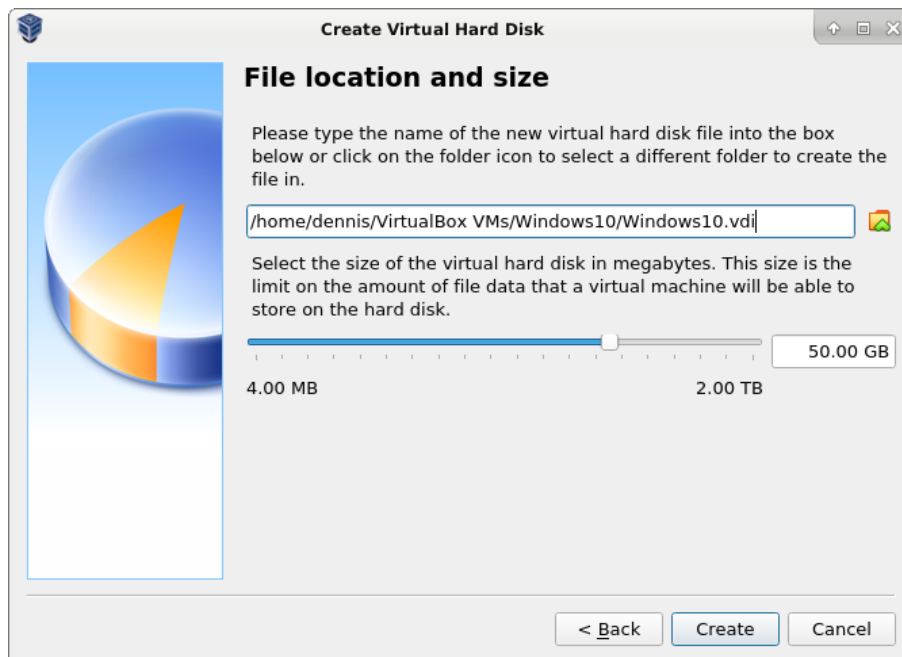 Create Virtual Hard Disk
File location and size
Please type the name of the new virtual hard disk file into the box
below or click on the folder icon to select a different folder to create the
file in.
/home/dennis/VirtualBox VMs/Windows10/Windows10.vdi
Select the size of the virtual hard disk in megabytes. This size is the
limit on the amount of file data that a virtual machine will be able to
store on the hard disk.
50.00 GB
4.00 MB 2.00 TB
< Back Create Cancel